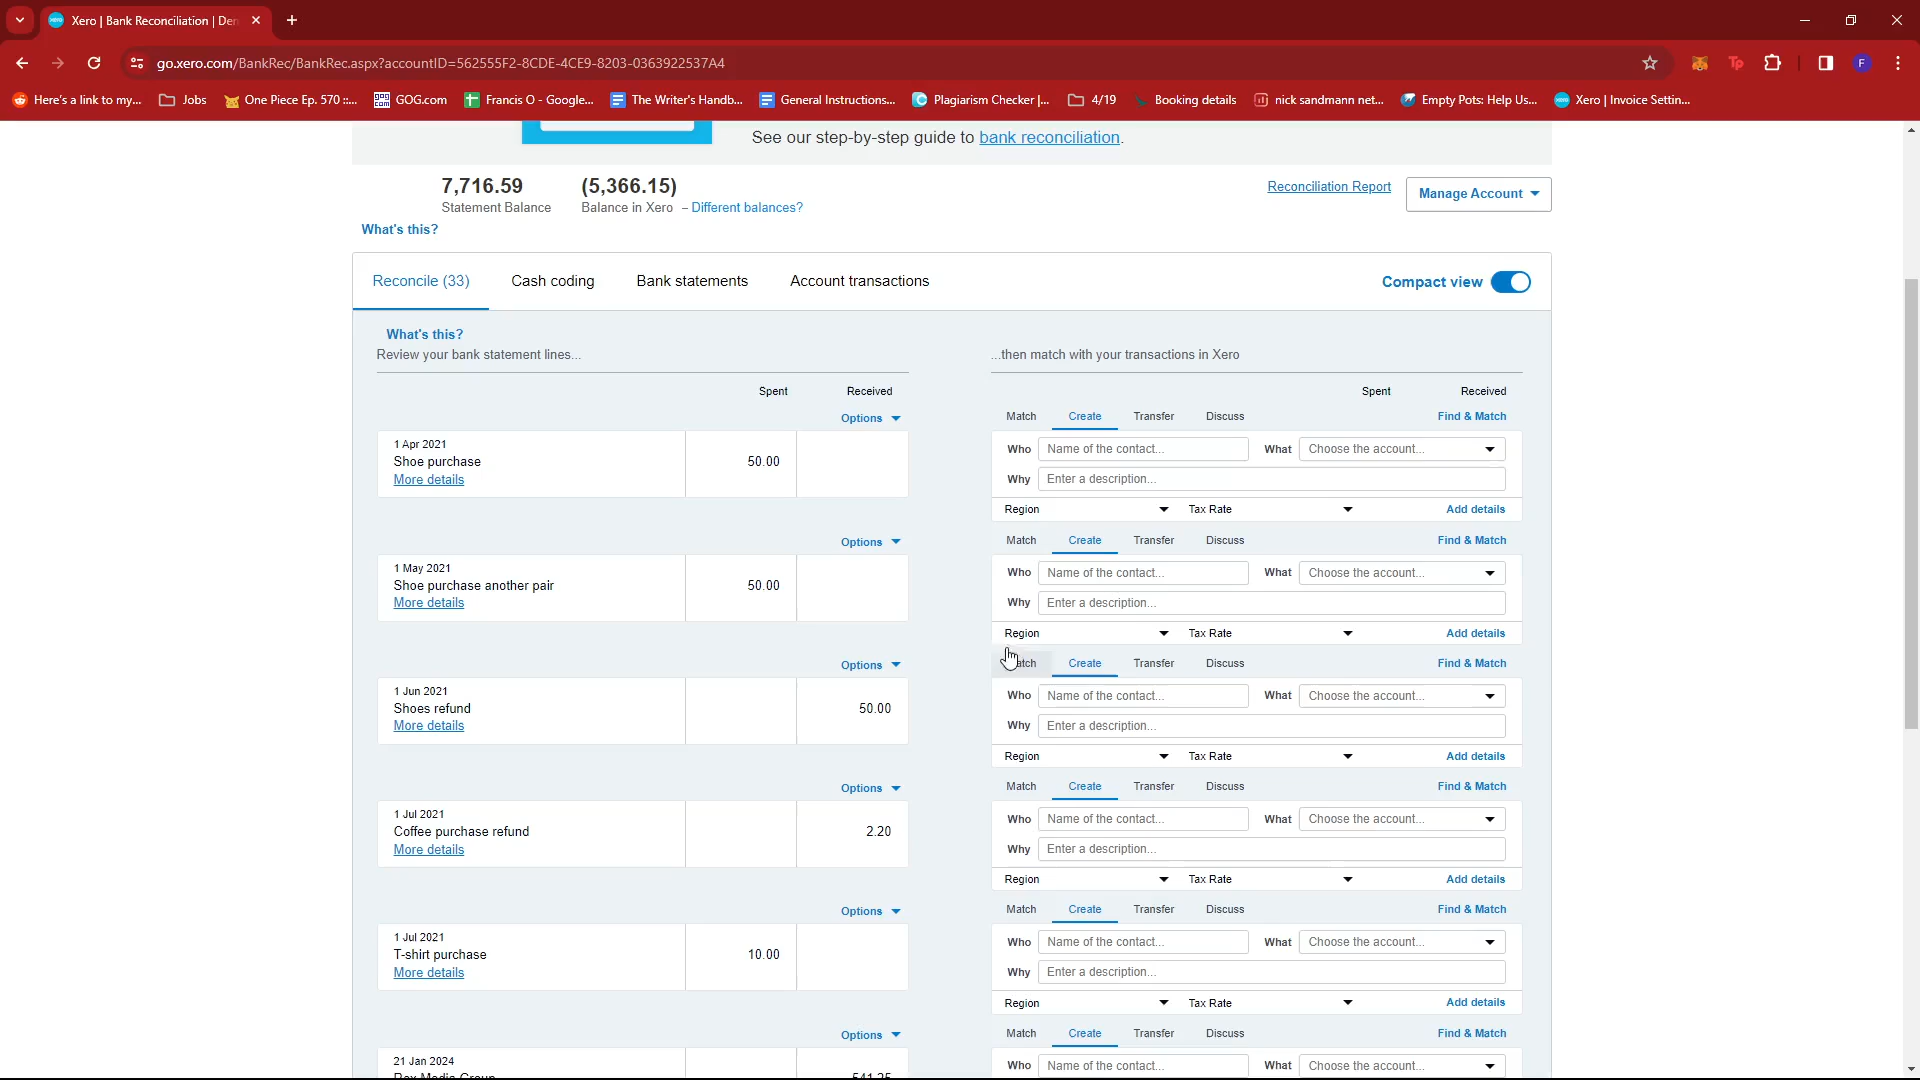 Xero | Bank Reconciliation | Den
go.xero.com/BankRec/BankRec.aspx?accountID=562555F2-8CDE-4CE9-8203-0363922537A4
Tp
F
Here's a link to my... Jobs One Piece Ep. 570 ::... GOG.com Francis O - Google... The Writer's Handb... General Instructions... Plagiarism Checker |... 4/19 Booking details nick sandmann net... Empty Pots: Help Us... Xero | Invoice Settin...
See our step-by-step guide to bank reconciliation.
7,716.59 (5,366.15)
Statement Balance Balance in Xero - Different balances?
Reconciliation Report Manage Account
What's this?
Reconcile (33) Cash coding Bank statements Account transactions Compact view
What's this?
Review your bank statement lines... ...then match with your transactions in Xero
Spent Received Spent Received
Options Match Create Transfer Discuss Find & Match
1 Apr 2021
Shoe purchase 50.00
More details
Who Name of the contact... What Choose the account...
Why Enter a description...
Region Tax Rate Add details
Options Match Create Transfer Discuss Find & Match
1 May 2021
Shoe purchase another pair 50.00
More details
Who Name of the contact... What Choose the account...
Why Enter a description...
Region Tax Rate Add details
Options atch Create Transfer Discuss Find & Match
1 Jun 2021
Shoes refund 50.00
More details
Who Name of the contact... What Choose the account...
Why Enter a description...
Region Tax Rate Add details
Options Match Create Transfer Discuss Find & Match
1 Jul 2021
Coffee purchase refund 2.20
More details
Who Name of the contact... What Choose the account...
Why Enter a description...
Region Tax Rate Add details
Options Match Create Transfer Discuss Find & Match
1 Jul 2021
T-shirt purchase 10.00
More details
Who Name of the contact... What Choose the account...
Why Enter a description...
Region Tax Rate Add details
Options Match Create Transfer Discuss Find & Match
21 Jan 2024
Rex Media Group 541.25
Who Name of the contact... What Choose the account...